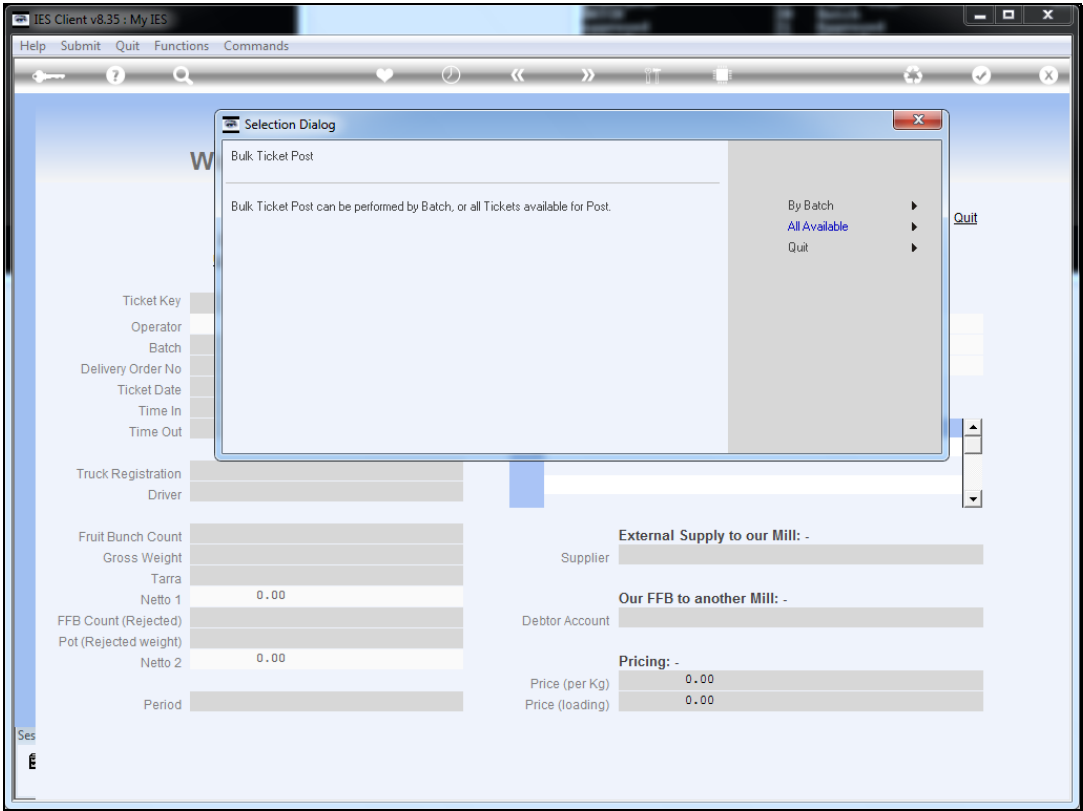 IES Client v8.35 : My IES
Help Submit Quit Functions Commands
Selection Dialog
Bulk Ticket Post
Bulk Ticket Post can be performed by Batch, or all Tickets available for Post.
By Batch
All Available
Quit
W
Quit
Ticket Key
Operator
Batch
Delivery Order No
Ticket Date
Time In
Time Out
Truck Registration
Driver
Fruit Bunch Count
Gross Weight
Tarra
Netto 1 0.00
FFB Count (Rejected)
Pot (Rejected weight)
Netto 2 0.00
Period
External Supply to our Mill: -
Supplier
Our FFB to another Mill: -
Debtor Account
Pricing: -
Price (per Kg) 0.00
Price (loading) 0.00
Ses